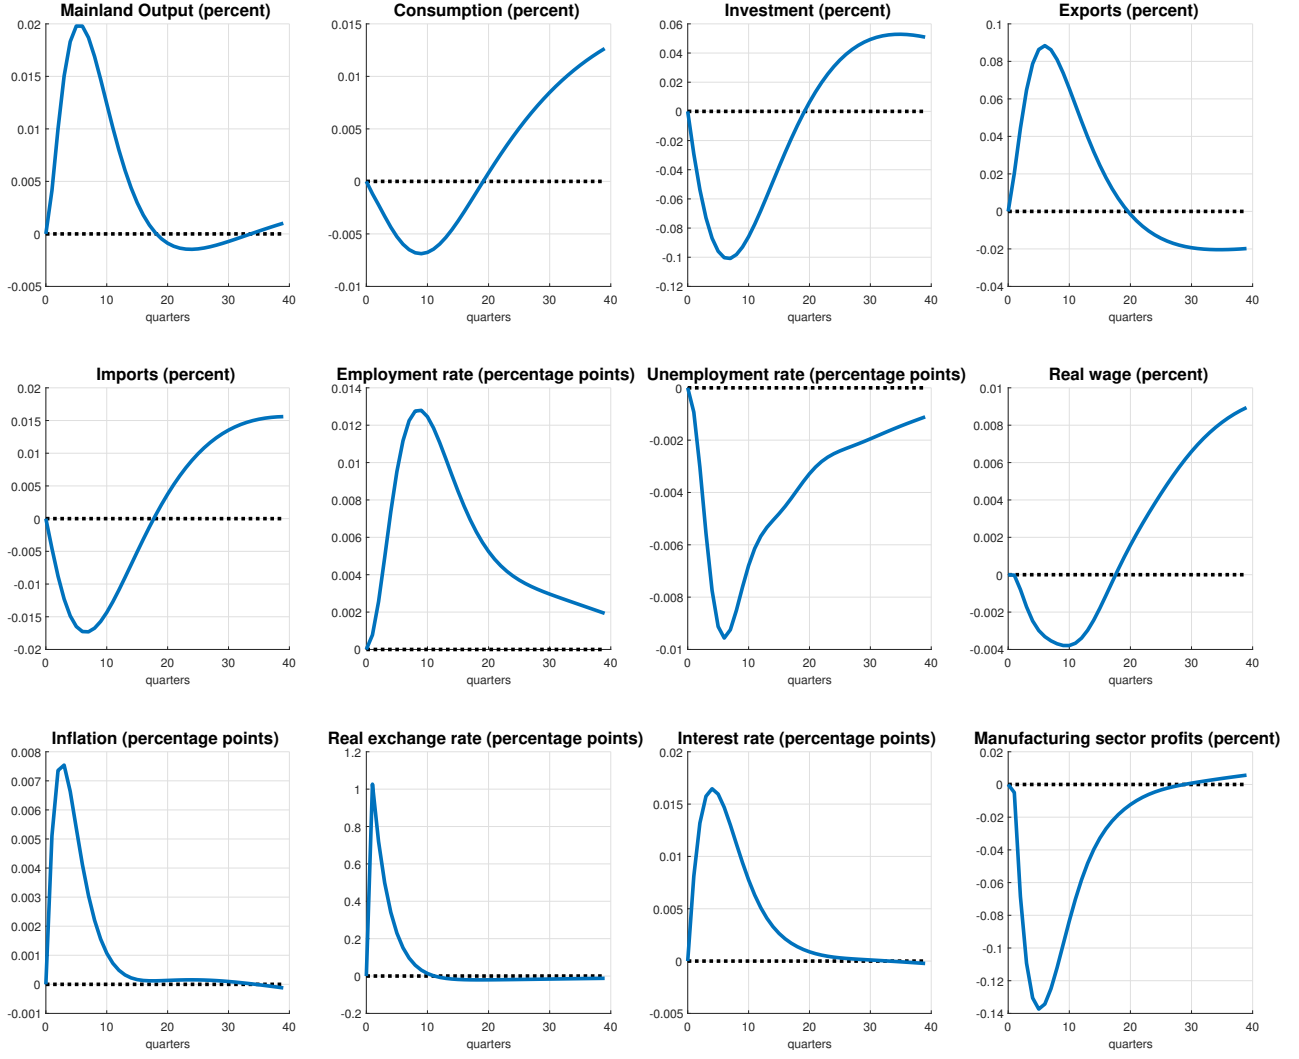 Mainland Output (percent)
0.02
0.015
0.01
0.005
0
-0.005
0 10 20 30 40
quarters
Consumption (percent)
0.015
0.01
0.005
0
-0.005
-0.01
0 10 20 30 40
quarters
Investment (percent)
0.06
0.04
0.02
0
-0.02
-0.04
-0.06
-0.08
-0.1
-0.12
0 10 20 30 40
quarters
Exports (percent)
0.1
0.08
0.06
0.04
0.02
0
-0.02
-0.04
0 10 20 30 40
quarters
Imports (percent)
0.02
0.015
0.01
0.005
0
-0.005
-0.01
-0.015
-0.02
0 10 20 30 40
quarters
Employment rate (percentage points)
0.014
0.012
0.01
0.008
0.006
0.004
0.002
0
0 10 20 30 40
quarters
Unemployment rate (percentage points)
0
-0.002
-0.004
-0.006
-0.008
-0.01
0 10 20 30 40
quarters
Real wage (percent)
0.01
0.008
0.006
0.004
0.002
0
-0.002
-0.004
0 10 20 30 40
quarters
Inflation (percentage points)
0.008
0.007
0.006
0.005
0.004
0.003
0.002
0.001
0
-0.001
0 10 20 30 40
quarters
Real exchange rate (percentage points)
1.2
1
0.8
0.6
0.4
0.2
0
-0.2
0 10 20 30 40
quarters
Interest rate (percentage points)
0.02
0.015
0.01
0.005
0
-0.005
0 10 20 30 40
quarters
Manufacturing sector profits (percent)
0.02
0
-0.02
-0.04
-0.06
-0.08
-0.1
-0.12
-0.14
0 10 20 30 40
quarters